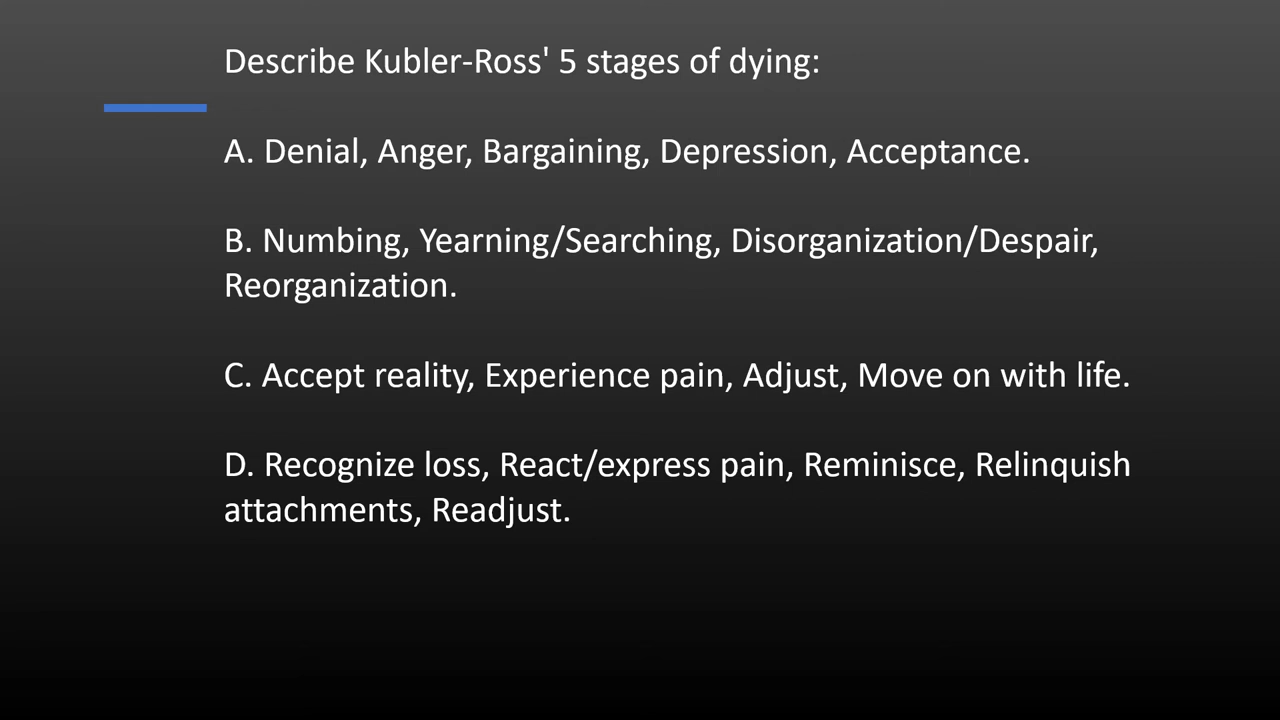 Describe Kubler-Ross' 5 stages of dying:
A. Denial, Anger, Bargaining, Depression, Acceptance.
B. Numbing, Yearning/Searching, Disorganization/Despair,
Reorganization.
C. Accept reality, Experience pain, Adjust, Move on with life.
D. Recognize loss, React/express pain, Reminisce, Relinquish
attachments, Readjust.